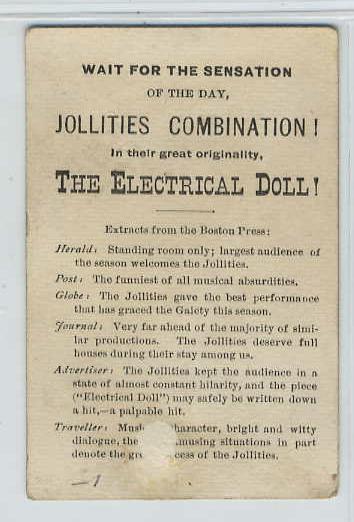 WAIT FOR THE SENSATION
OF THE DAY,
JOLLITIES COMBINATION!
In their great originality,
THE ELECTRICAL DOLL!
Extracts from the Boston Press:
Herald: Standing room only; largest audience of
the season welcomes the Jollities.
Post: The funniest of all musical absurdities.
Globe: The Jollities gave the best performance
that has graced the Gaiety this season.
Journal: Very far ahead of the majority of simi-
lar productions. The Jollities deserve full
houses during their stay among us.
Advertiser: The Jollities kept the audience in a
state of almost constant hilarity, and the piece
("Electrical Doll") may safely be written down
a hit,—a palpable hit.
Traveller: character, bright and witty
dialogue, the situations in part
denote the of the Jollities.
—1